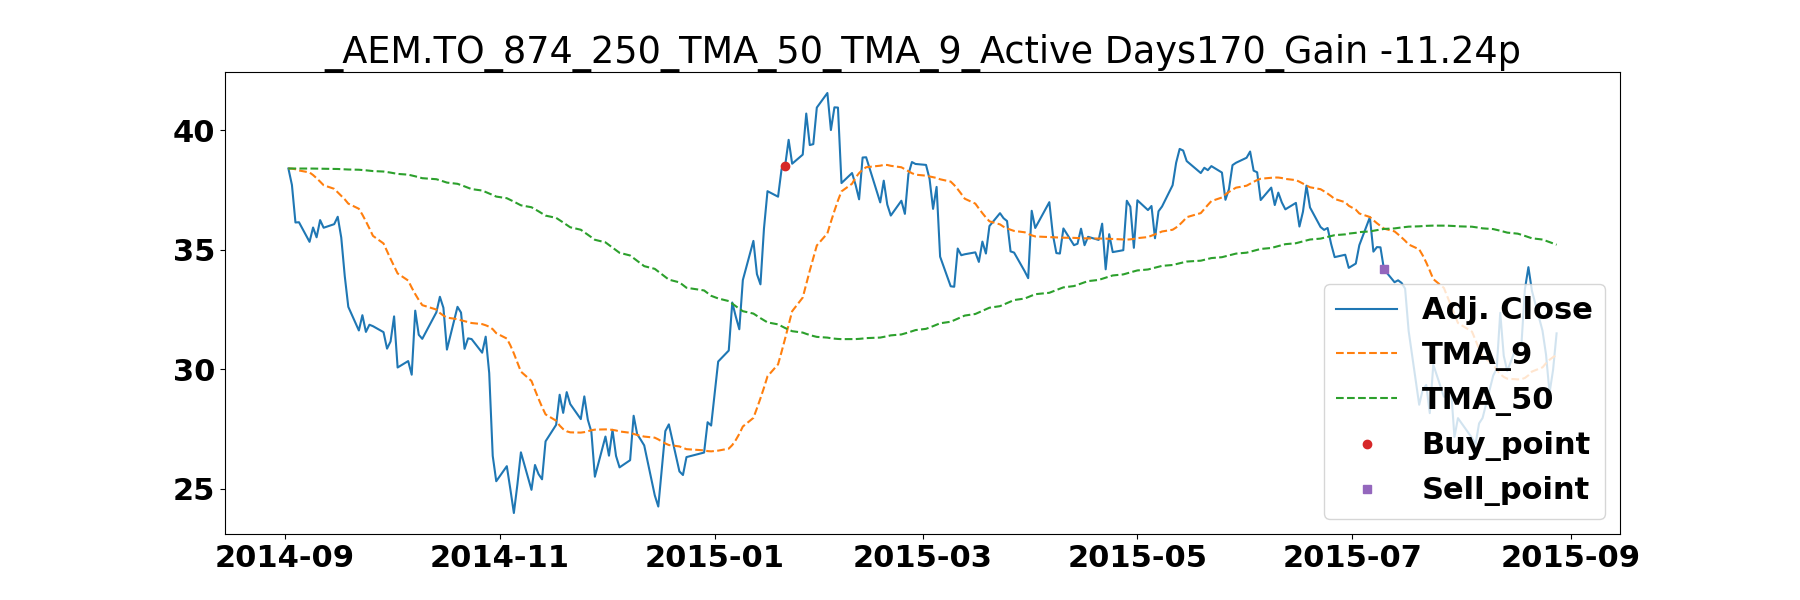 _AEM.TO_874_250_TMA_50_TMA_9_Active Days170_Gain -11.24p
40
35
30
25
Adj. Close
TMA_9
TMA_50
Buy_point
Sell_point
2014-09 2014-11 2015-01 2015-03 2015-05 2015-07 2015-09